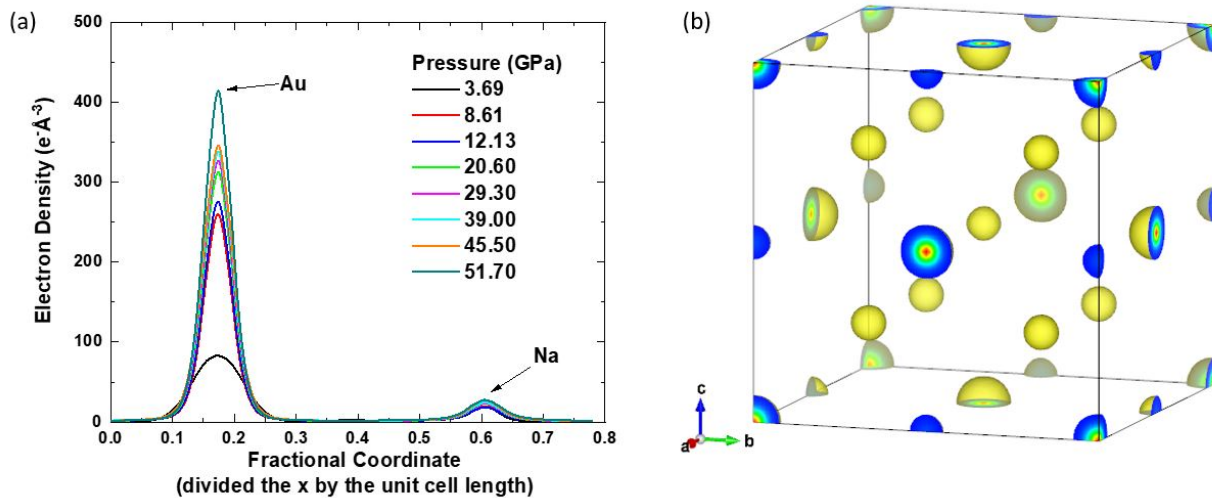 (a)
500
400
300
200
100
0
Electron Density (e⁻Å⁻³)
Au
Na
Pressure (GPa)
3.69
8.61
12.13
20.60
29.30
39.00
45.50
51.70
0.0 0.1 0.2 0.3 0.4 0.5 0.6 0.7 0.8
Fractional Coordinate
(divided the x by the unit cell length)
(b)
c
a
b